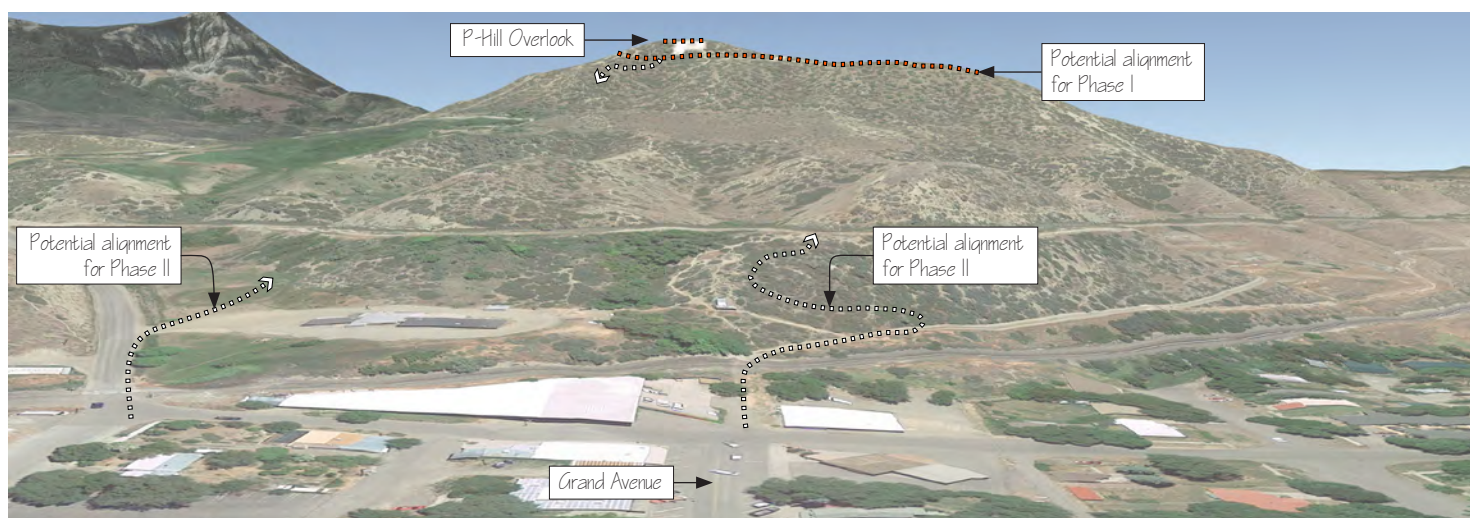 P-Hill Overlook
Potential alignment
for Phase I
Potential alignment
for Phase II
Potential alignment
for Phase II
Grand Avenue